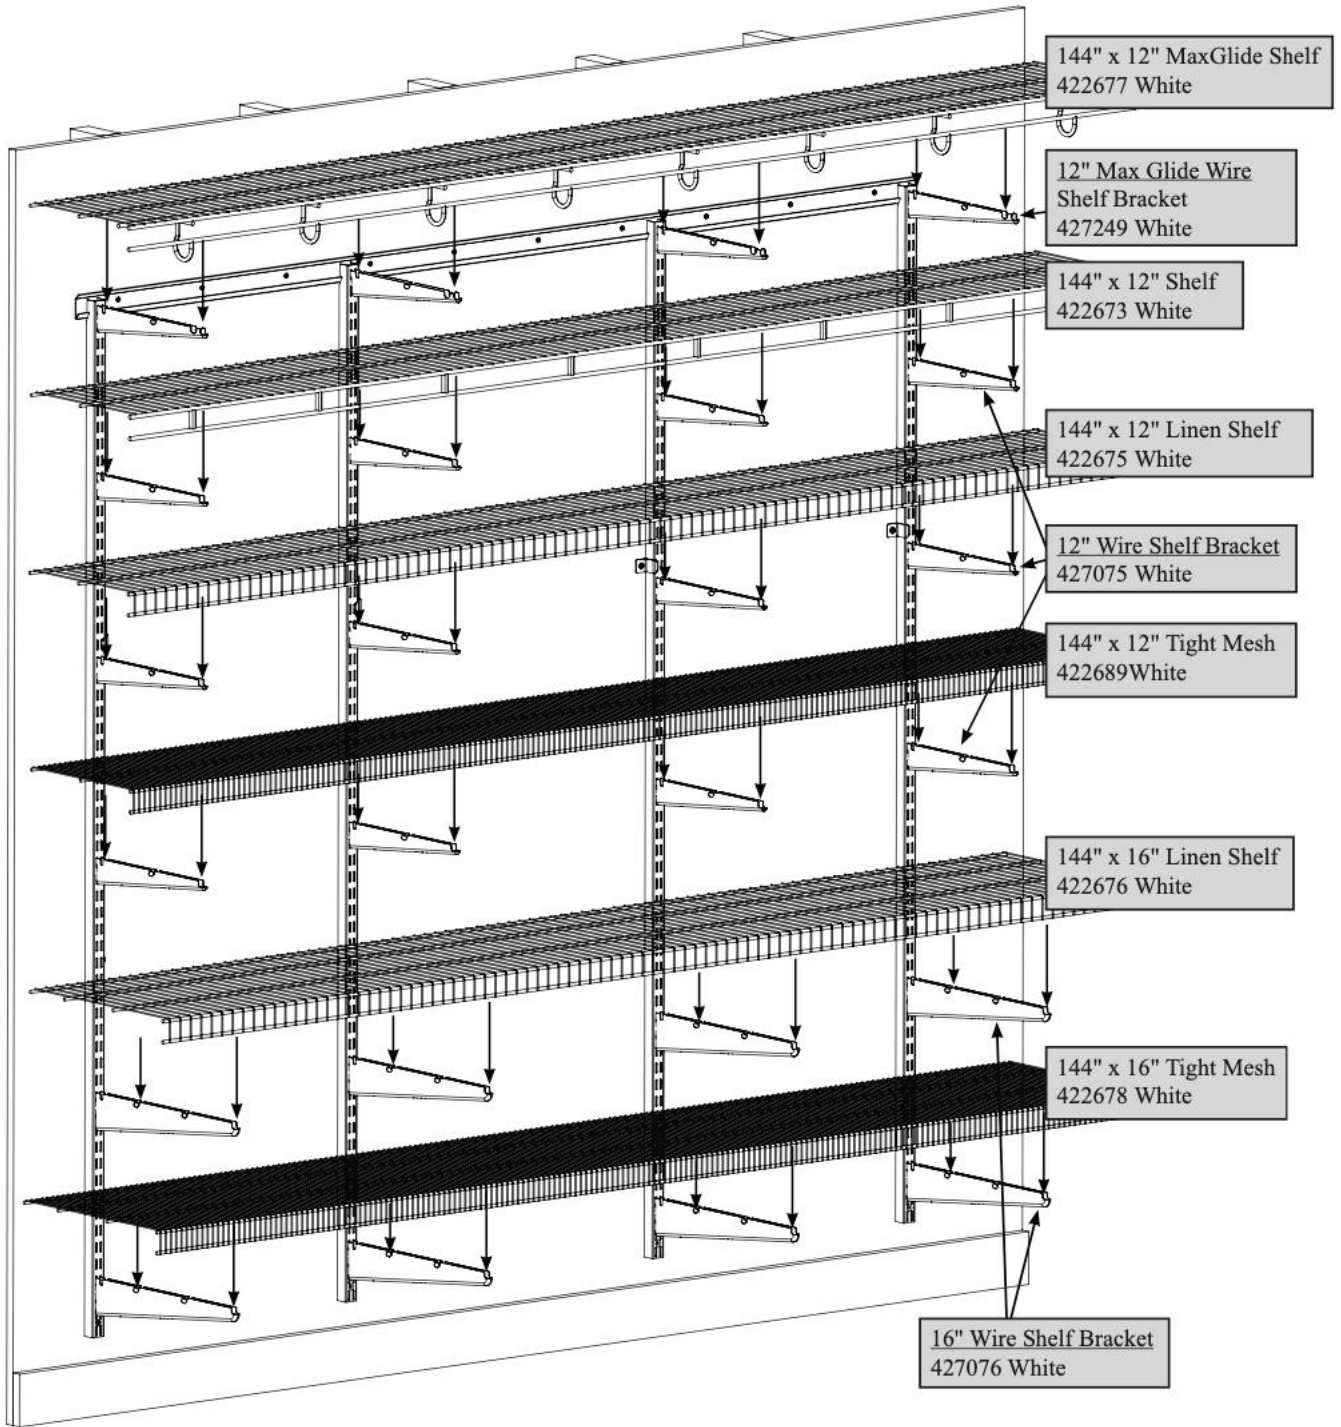 144" x 12" MaxGlide Shelf
422677 White
12" Max Glide Wire
Shelf Bracket
427249 White
144" x 12" Shelf
422673 White
144" x 12" Linen Shelf
422675 White
12" Wire Shelf Bracket
427075 White
144" x 12" Tight Mesh
422689White
144" x 16" Linen Shelf
422676 White
144" x 16" Tight Mesh
422678 White
16" Wire Shelf Bracket
427076 White